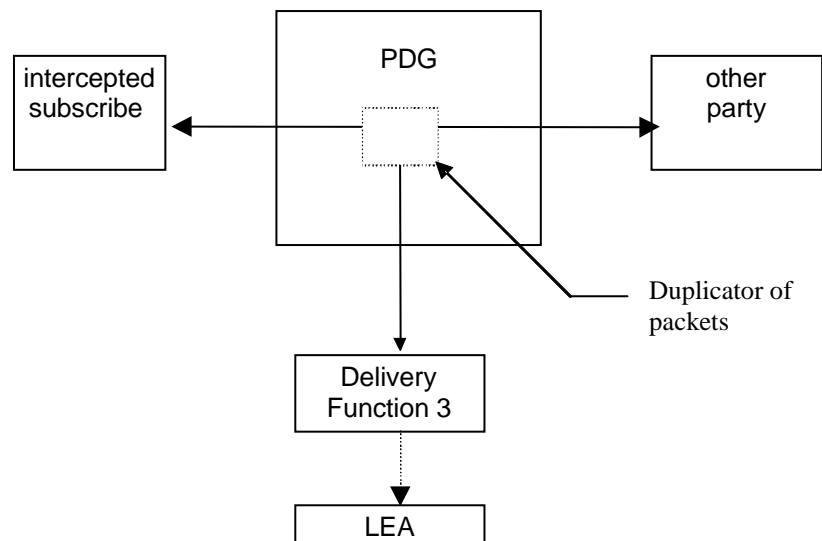 PDG
intercepted
subscribe
other
party
Duplicator of
packets
Delivery
Function 3
LEA